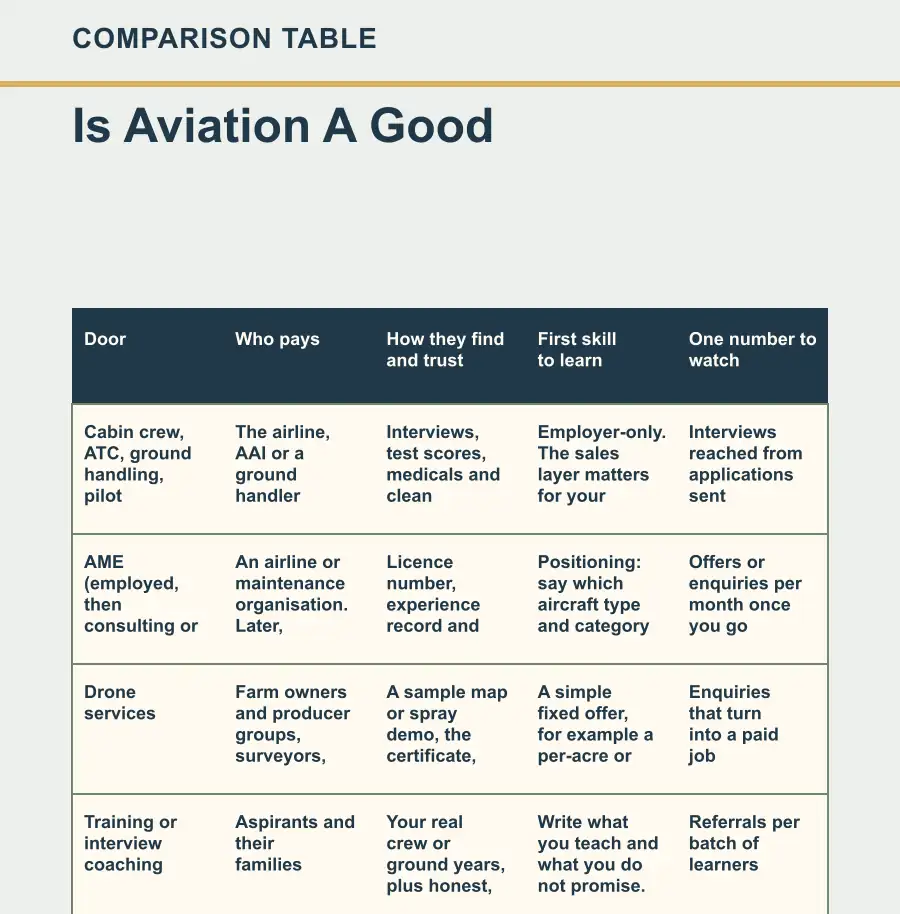 COMPARISON TABLE
Is Aviation A Good
Door
Who pays
How they find
and trust
First skill
to learn
One number to
watch
Cabin crew,
ATC, ground
handling,
pilot
The airline,
AAI or a
ground
handler
Interviews,
test scores,
medicals and
clean
Employer-only.
The sales
layer matters
for your
Interviews
reached from
applications
sent
AME
(employed,
then
consulting or
An airline or
maintenance
organisation.
Later,
Licence
number,
experience
record and
Positioning:
say which
aircraft type
and category
Offers or
enquiries per
month once
you go
Drone
services
Farm owners
and producer
groups,
surveyors,
A sample map
or spray
demo, the
certificate,
A simple
fixed offer,
for example a
per-acre or
Enquiries
that turn
into a paid
job
Training or
interview
coaching
Aspirants and
their
families
Your real
crew or
ground years,
plus honest,
Write what
you teach and
what you do
not promise.
Referrals per
batch of
learners